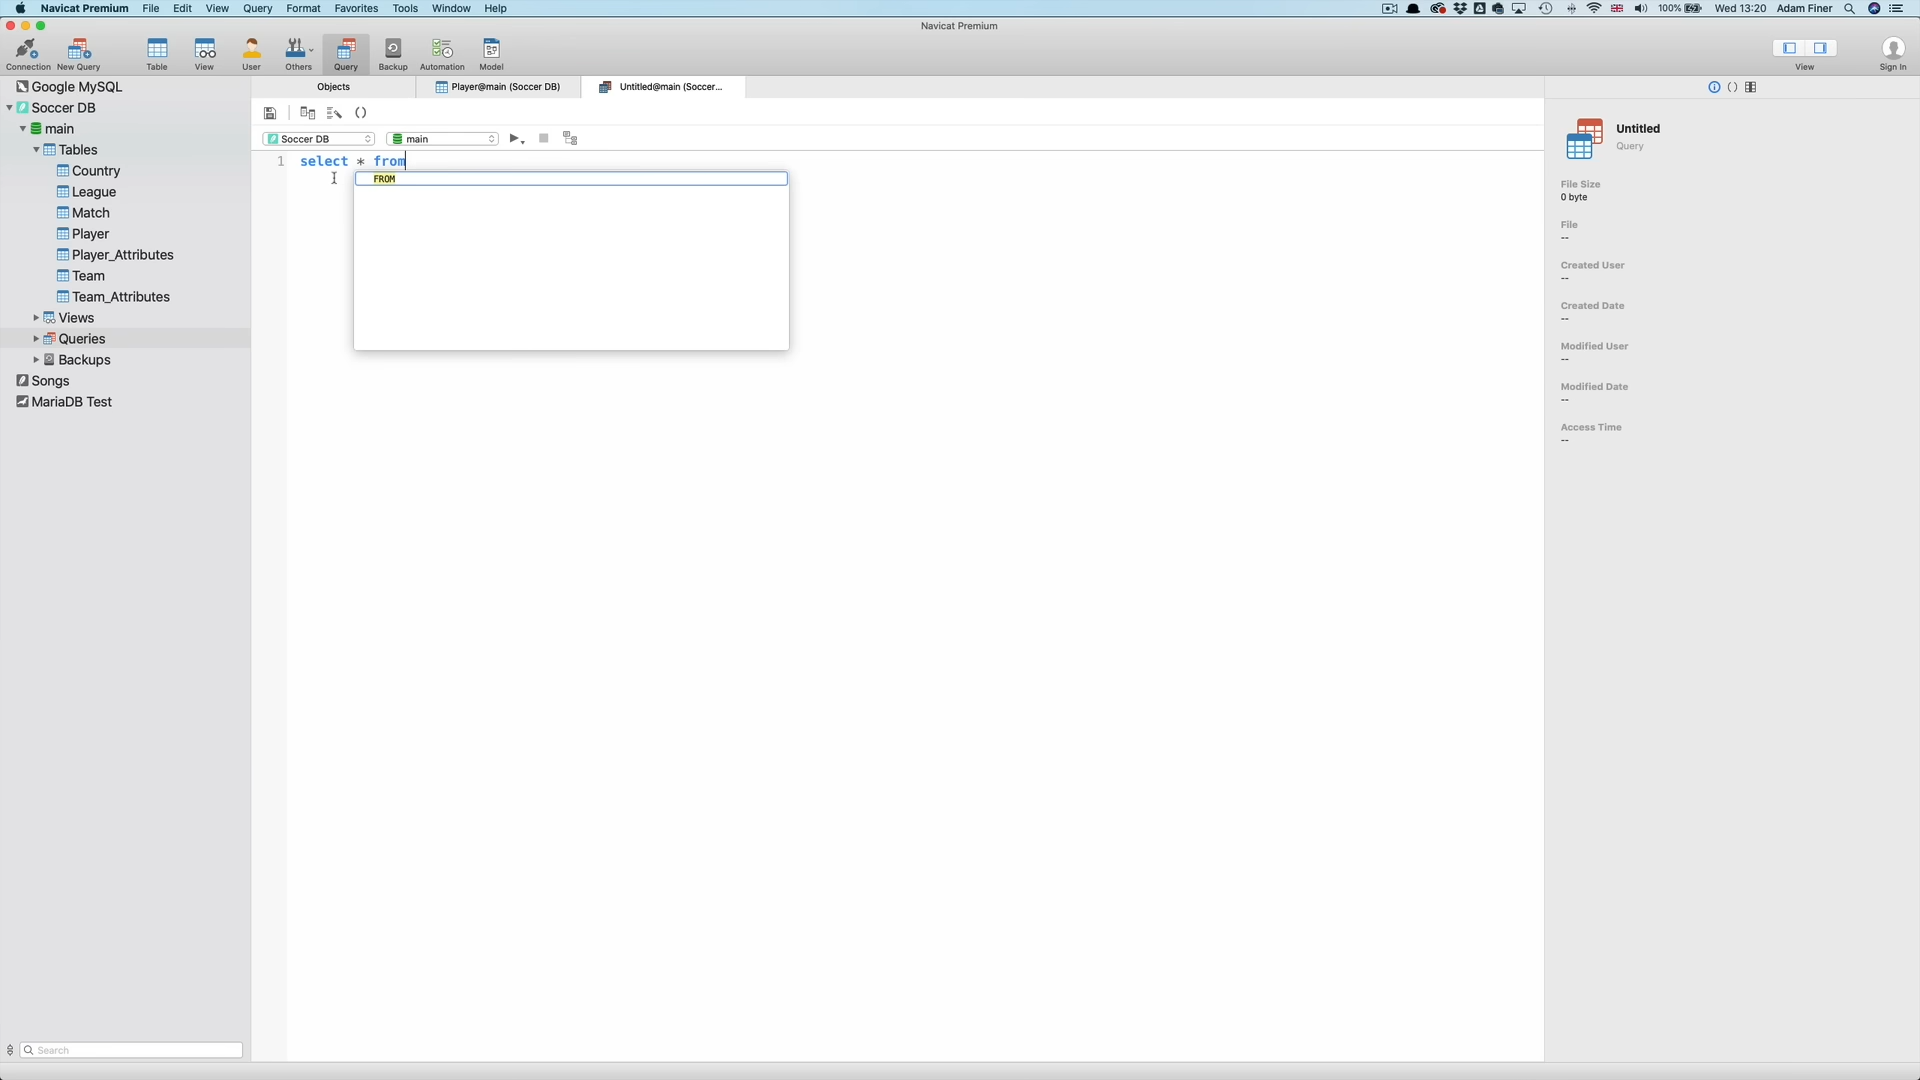 Navicat Premium File Edit View Query Format Favorites Tools Window Help 100% Wed 13:20 Adam Finer
Navicat Premium
Connection New Query Table View User Others Query Backup Automation Model View Sign In
Google MySQL
Soccer DB
main
Tables
Country
League
Match
Player
Player_Attributes
Team
Team_Attributes
Views
Queries
Backups
Songs
MariaDB Test
Search
Objects Player@main (Soccer DB) Untitled@main (Soccer...
Soccer DB main
1 select * from
FROM
Untitled
Query
File Size
0 byte
File
--
Created User
--
Created Date
--
Modified User
--
Modified Date
--
Access Time
--